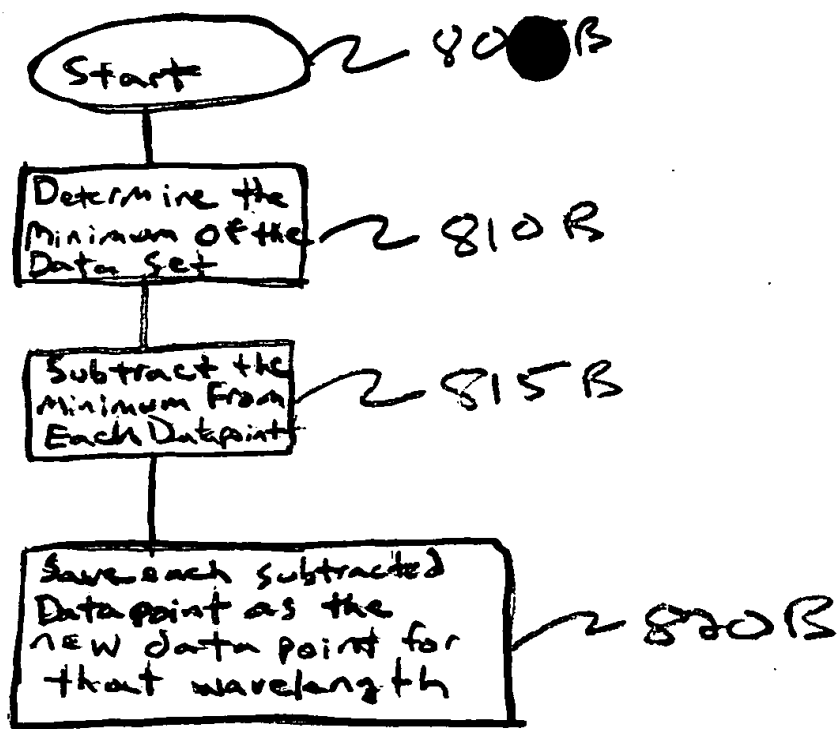 Start
Determine the
Minimum of the
Data Set
810B
Subtract the
Minimum From
Each Datapoint
815B
Save each subtracted
Datapoint as the
new data point for
that wavelength
820B